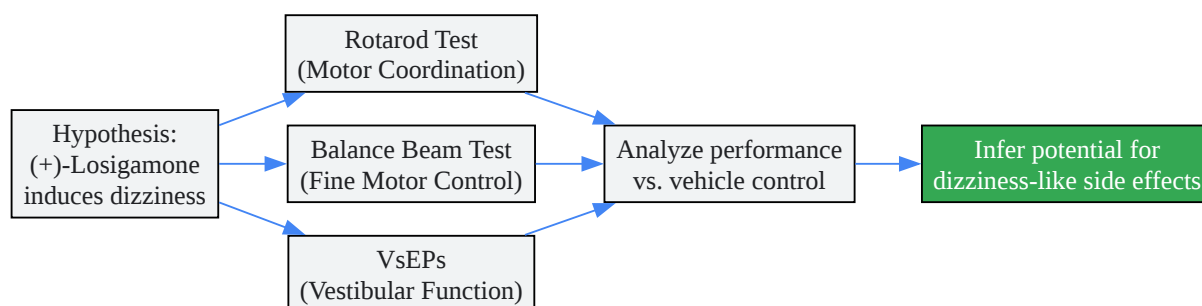 Hypothesis:
(+)-Losigamone
induces dizziness
Rotarod Test
(Motor Coordination)
Balance Beam Test
(Fine Motor Control)
VsEPs
(Vestibular Function)
Analyze performance
vs. vehicle control
Infer potential for
dizziness-like side effects